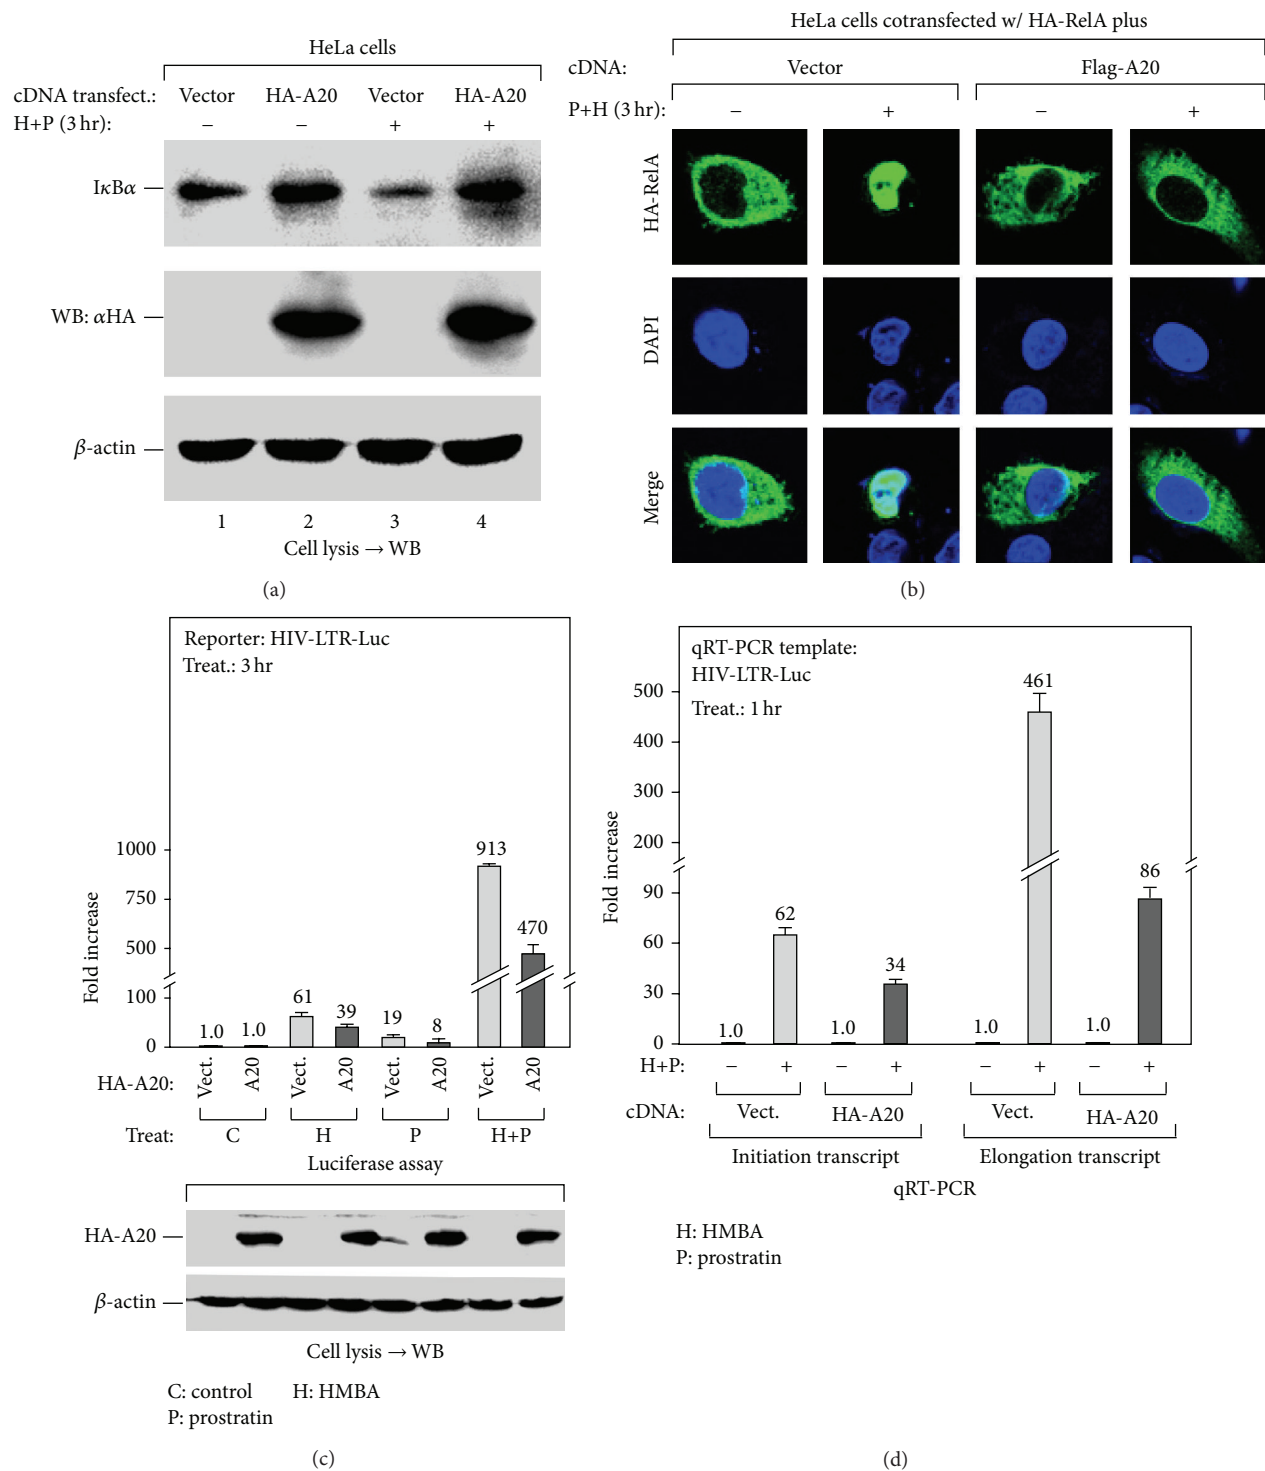 HeLa cells
cDNA transfect.: Vector HA-A20 Vector HA-A20
H+P (3 hr): − − + +
IκBα
WB: αHA
β-actin
1 2 3 4
Cell lysis → WB
(a)
HeLa cells cotransfected w/ HA-RelA plus
cDNA: Vector Flag-A20
P+H (3 hr): − + − +
HA-RelA
DAPI
Merge
(b)
Reporter: HIV-LTR-Luc
Treat.: 3 hr
Fold increase
1000
750
500
100
0
1.0 1.0 61 39 19 8 913 470
HA-A20: Vect. A20 Vect. A20 Vect. A20 Vect. A20
Treat: C H P H+P
Luciferase assay
HA-A20
β-actin
Cell lysis → WB
C: control H: HMBA
P: prostratin
(c)
qRT-PCR template:
HIV-LTR-Luc
Treat.: 1 hr
Fold increase
500
400
300
200
90
60
30
0
1.0 62 1.0 34 1.0 461 1.0 86
H+P: − + − + − + − +
cDNA: Vect. HA-A20 Vect. HA-A20
Initiation transcript Elongation transcript
qRT-PCR
H: HMBA
P: prostratin
(d)